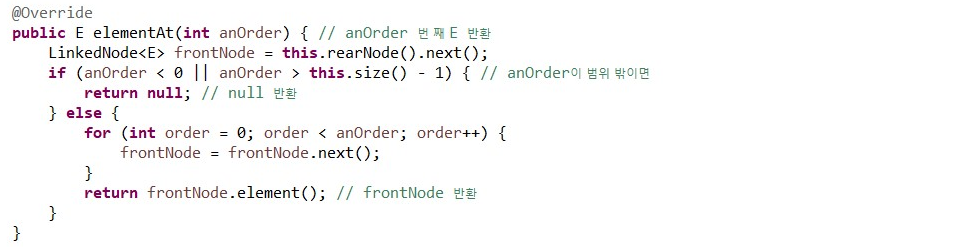 @Override
public E elementAt(int anOrder) { // anOrder 번 째 E 반환
    LinkedNode<E> frontNode = this.rearNode().next();
    if (anOrder < 0 || anOrder > this.size() - 1) { // anOrder이 범위 밖이면
        return null; // null 반환
    } else {
        for (int order = 0; order < anOrder; order++) {
            frontNode = frontNode.next();
        }
        return frontNode.element(); // frontNode 반환
    }
}